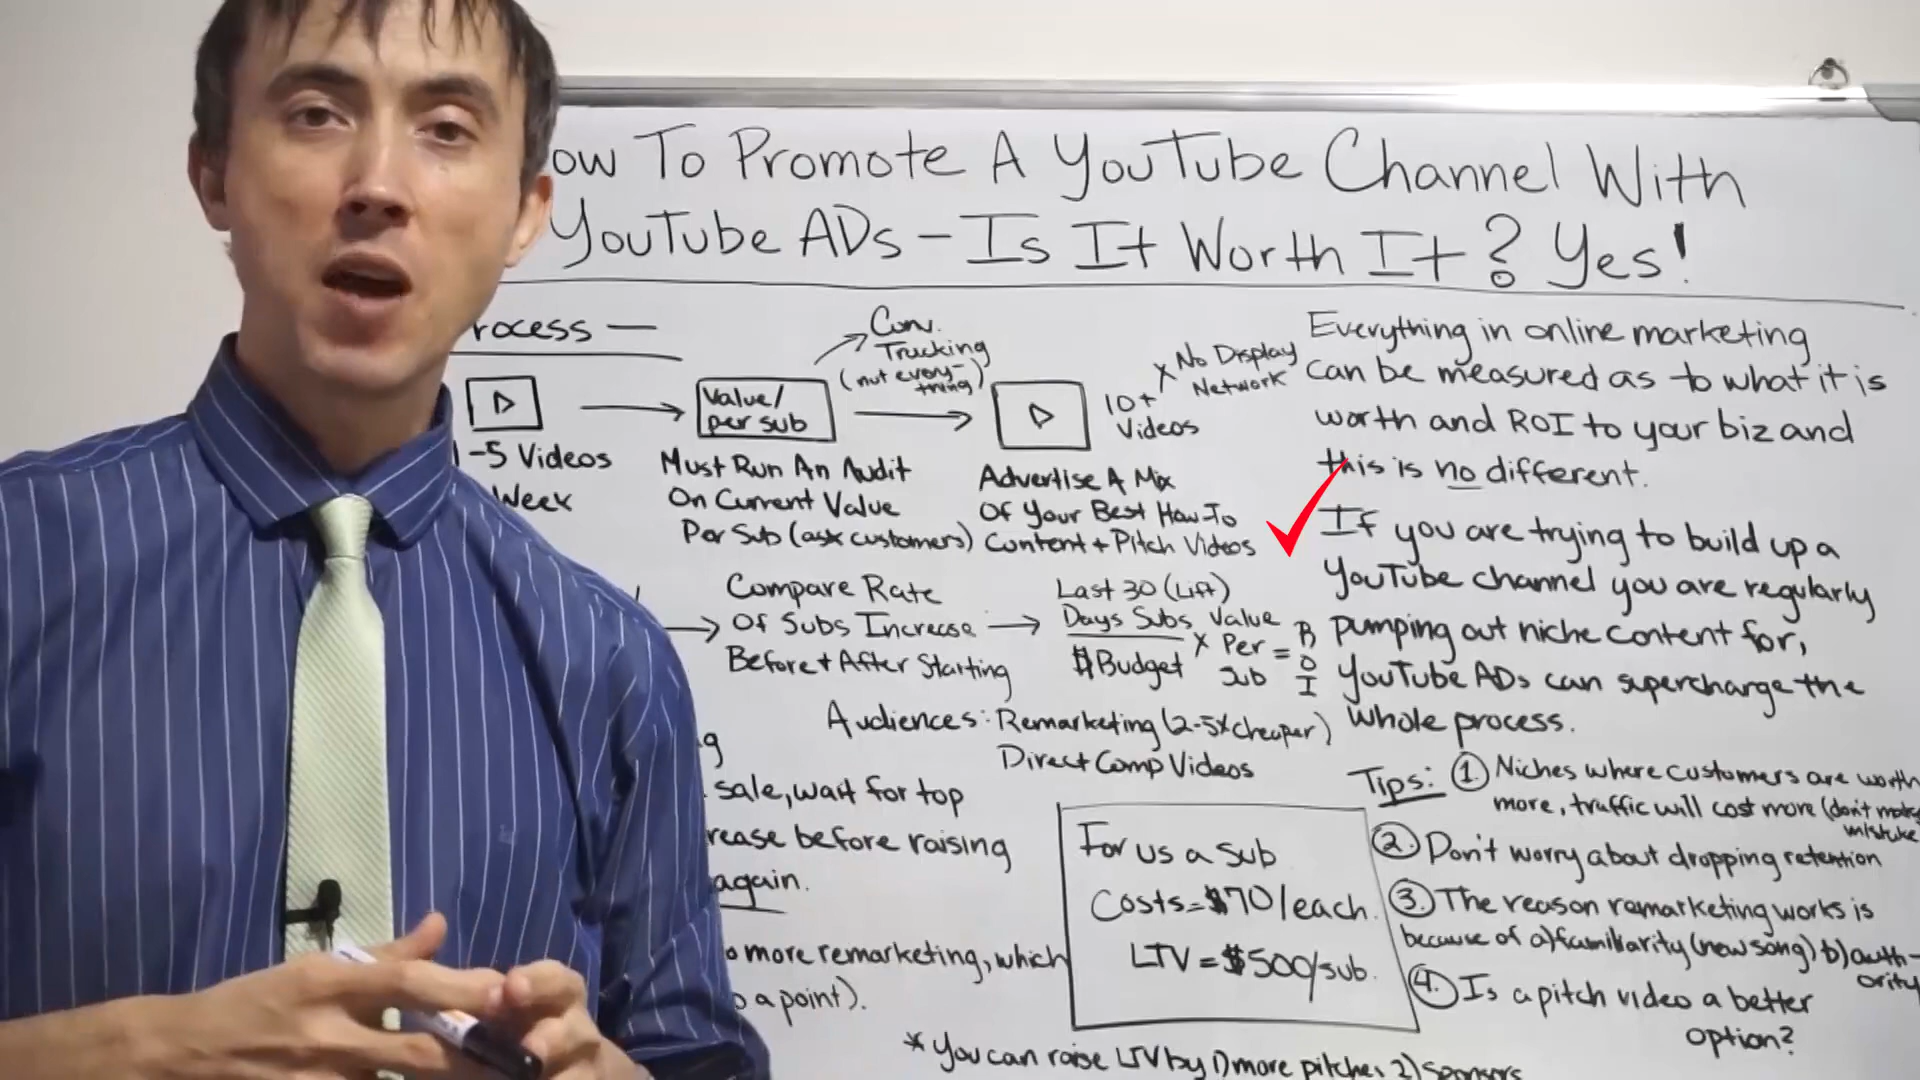 ow To Promote A YouTube Channel With
YouTube ADs - Is It Worth It? Yes!
rocess —
1-5 Videos
Week
Value/
per sub
Conv.
Tracking
(not every-
thing)
Must Run An Audit
On Current Value
Per Sub (ask customers)
10+
Videos
x No Display
Network
Advertise A Mix
Of Your Best How-To
Content + Pitch Videos
Everything in online marketing
can be measured as to what it is
worth and ROI to your biz and
this is no different.
If you are trying to build up a
YouTube channel you are regularly
pumping out niche content for,
YouTube ADs can supercharge the
whole process.
Compare Rate
Of Subs Increase
Before + After Starting
Last 30 (Lift)
Days Subs
$Budget
x Value
Per
Sub
= ROI
Audiences: Remarketing (2-5x cheaper)
Direct Comp Videos
g
sale, wait for top
rease before raising
again.
o more remarketing, which
o a point).
For us a sub
Costs = $70/each.
LTV = $500/sub.
Tips: 1. Niches where customers are worth
more, traffic will cost more (don't make
mistake
2. Don't worry about dropping retention
3. The reason remarketing works is
because of a) familiarity (new song) b) auth-
ority
4. Is a pitch video a better
option?
* You can raise LTV by 1) more pitches 2) Sponsors